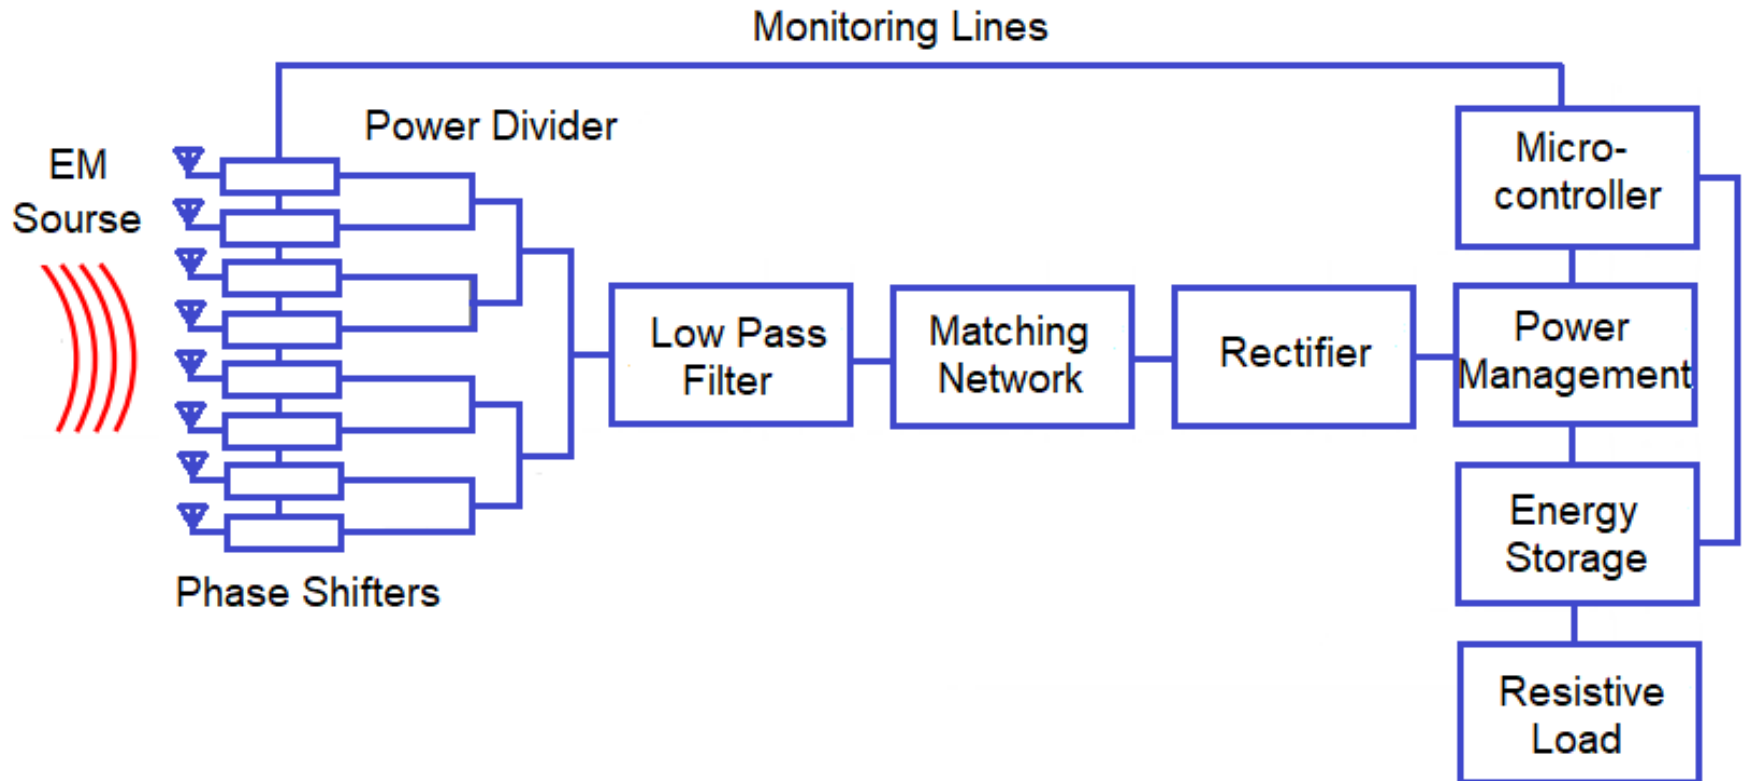 Monitoring Lines
Power Divider
EM
Sourse
Phase Shifters
Low Pass
Filter
Matching
Network
Rectifier
Micro-
controller
Power
Management
Energy
Storage
Resistive
Load